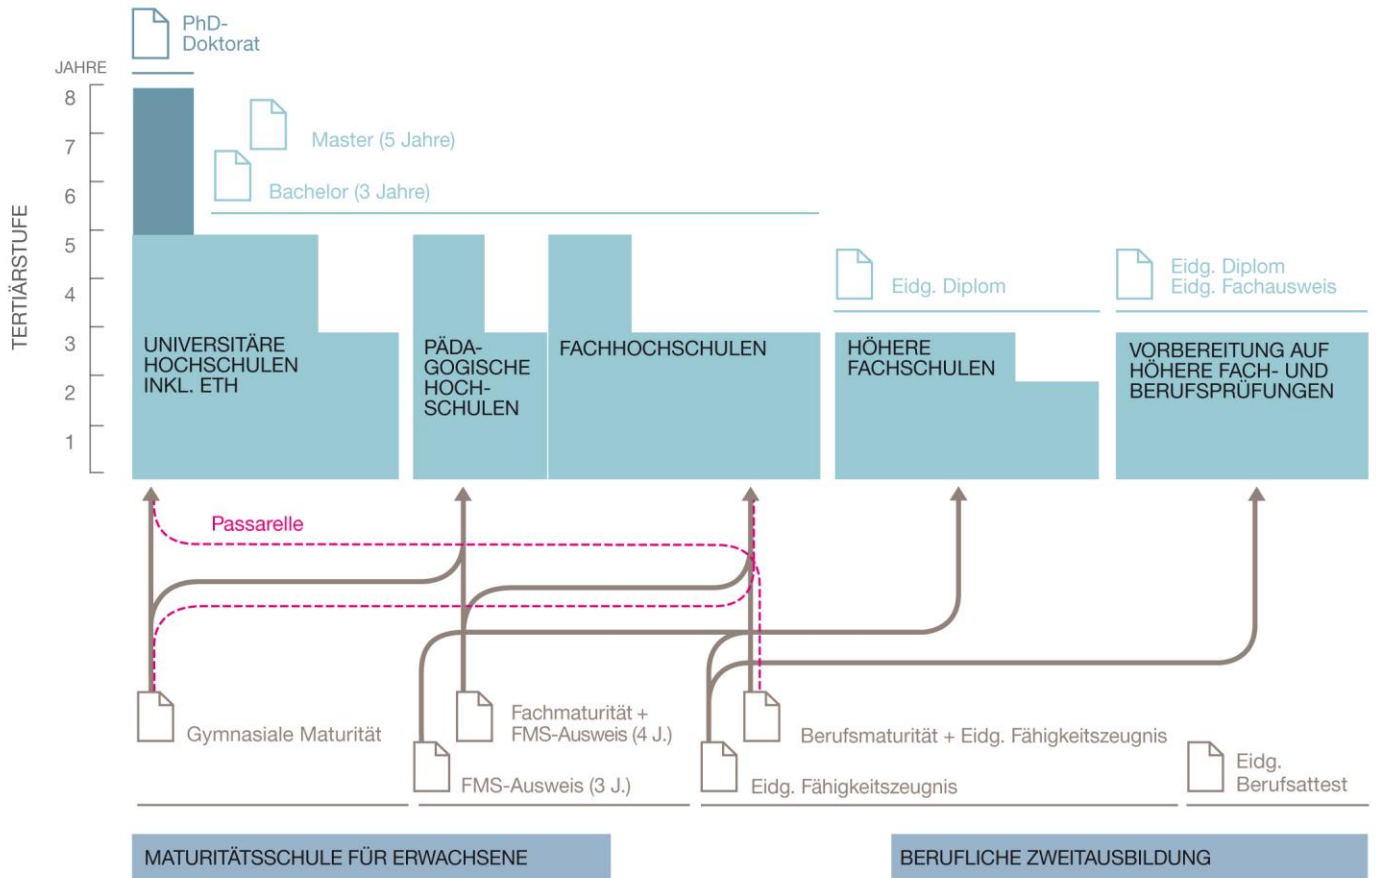 PhD-
Doktorat
JAHRE
8
7
6
5
4
3
2
1
TERTIÄRSTUFE
Master (5 Jahre)
Bachelor (3 Jahre)
Eidg. Diplom
Eidg. Diplom
Eidg. Fachausweis
UNIVERSITÄRE
HOCHSCHULEN
INKL. ETH
PÄDA-
GOGISCHE
HOCH-
SCHULEN
FACHHOCHSCHULEN
HÖHERE
FACHSCHULEN
VORBEREITUNG AUF
HÖHERE FACH- UND
BERUFSPRÜFUNGEN
Passarelle
Gymnasiale Maturität
Fachmaturität +
FMS-Ausweis (4 J.)
FMS-Ausweis (3 J.)
Berufsmaturität + Eidg. Fähigkeitszeugnis
Eidg. Fähigkeitszeugnis
Eidg.
Berufsattest
MATURITÄTSSCHULE FÜR ERWACHSENE
BERUFLICHE ZWEITAUSBILDUNG